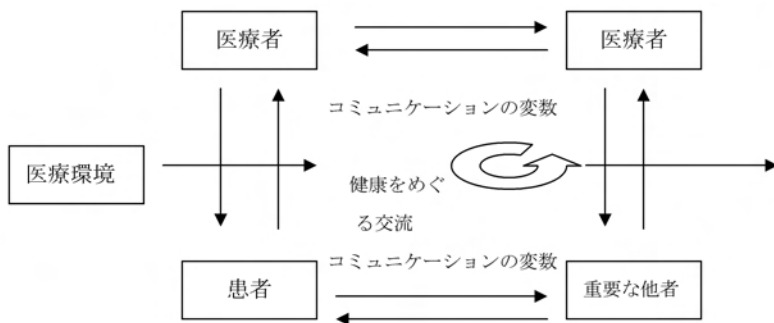 医療者
医療者
コミュニケーションの変数
医療環境
健康をめぐ
る交流
コミュニケーションの変数
患者
重要な他者